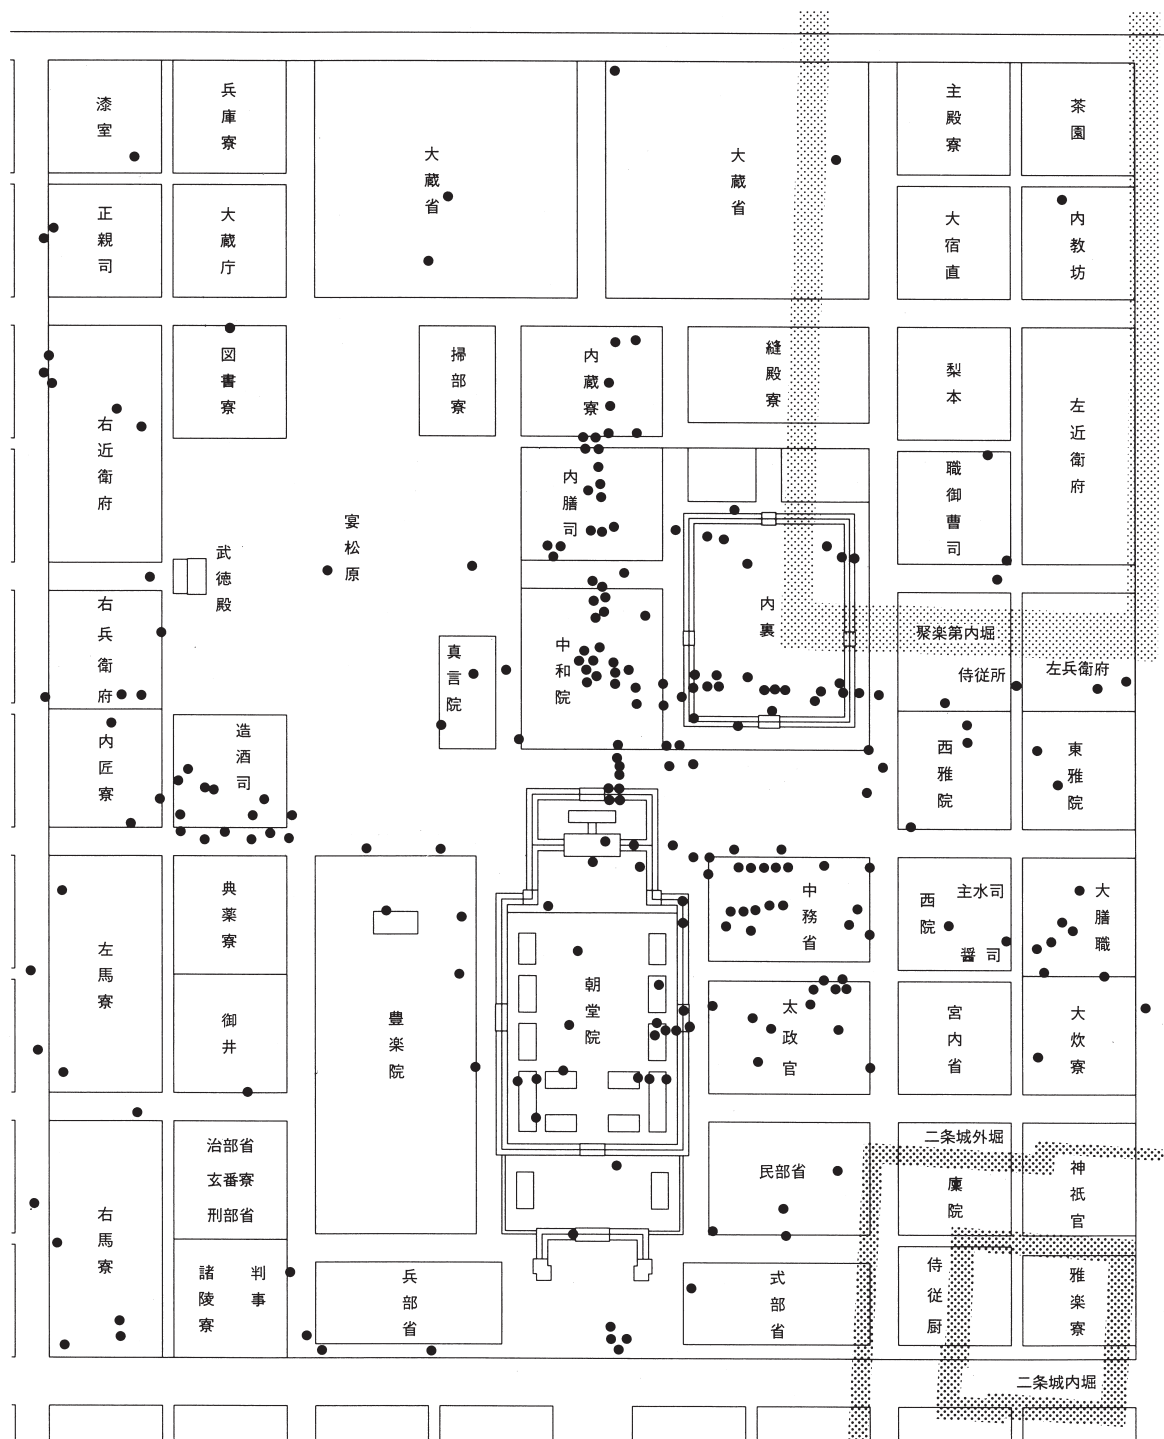 漆室
兵庫寮
大蔵省
大蔵省
主殿寮
茶園
正親司
大蔵庁
大宿直
内教坊
右近衛府
図書寮
掃部寮
内蔵寮
縫殿寮
梨本
左近衛府
内膳司
職御曹司
宴松原
武徳殿
右兵衛府
真言院
中和院
内裏
聚楽第内堀
侍従所
左兵衛府
内匠寮
造酒司
西雅院
東雅院
左馬寮
典薬寮
中務省
西院
主水司
醤司
大膳職
御井
豊楽院
朝堂院
太政官
宮内省
大炊寮
右馬寮
治部省
玄番寮
刑部省
民部省
二条城外堀
廩院
神祇官
判事
諸陵寮
兵部省
式部省
侍従厨
雅楽寮
二条城内堀